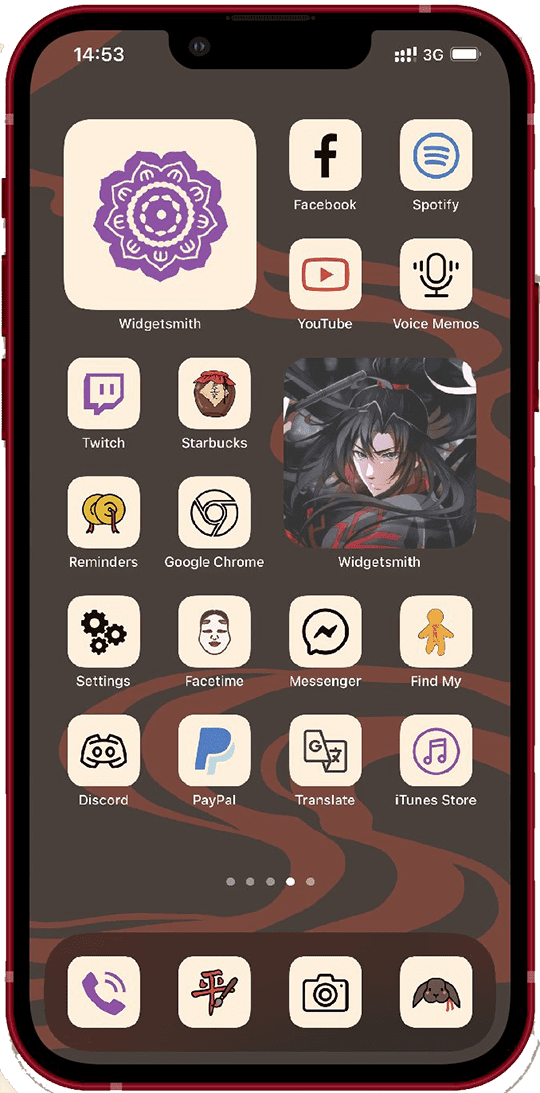 14:53
3G
Widgetsmith
Facebook
Spotify
YouTube
Voice Memos
Twitch
Starbucks
Reminders
Google Chrome
Widgetsmith
Settings
Facetime
Messenger
Find My
Discord
PayPal
G 文
Translate
iTunes Store